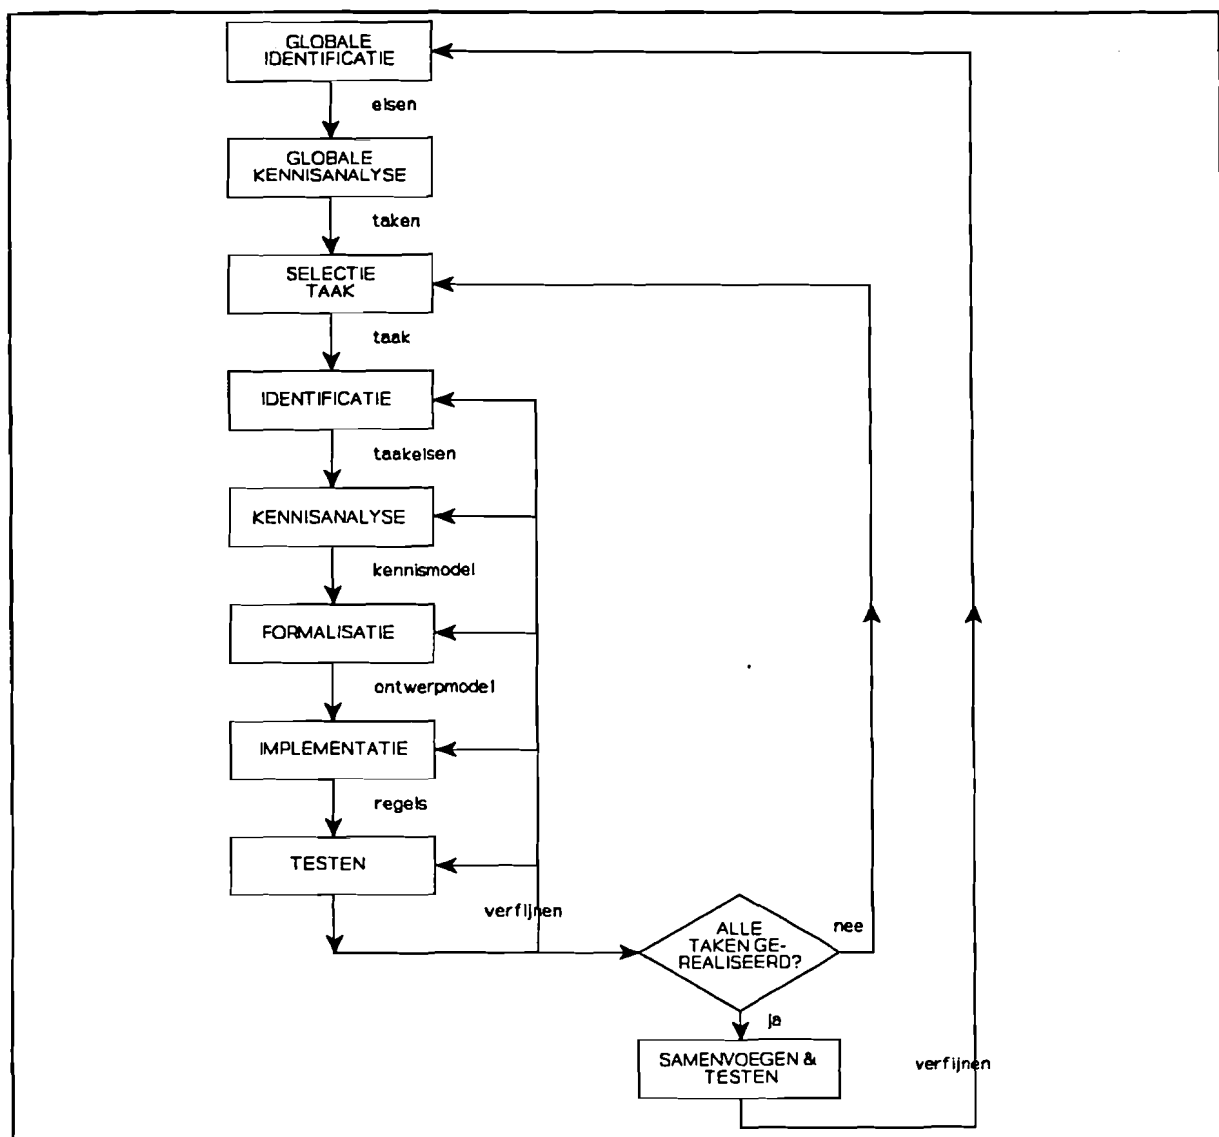 GLOBALE
IDENTIFICATIE
eisen
GLOBALE
KENNISANALYSE
taken
SELECTIE
TAAK
taak
IDENTIFICATIE
taakeisen
KENNISANALYSE
kennismodel
FORMALISATIE
ontwerpmodel
IMPLEMENTATIE
regels
TESTEN
verfijnen
ALLE
TAKEN GE-
REALISEERD?
nee
ja
SAMENVOEGEN &
TESTEN
verfijnen